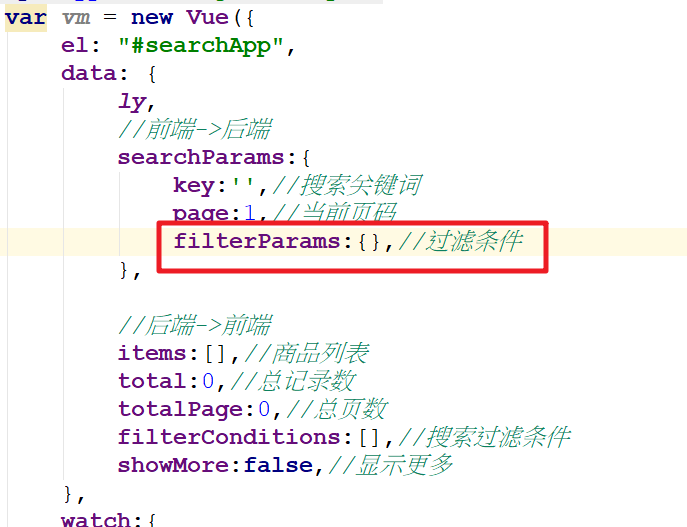 var vm = new Vue({
el: "#searchApp",
data: {
ly,
//前端->后端
searchParams:{
key:'',//搜索关键词
page:1,//当前页码
filterParams:{},//过滤条件
},
//后端->前端
items:[],//商品列表
total:0,//总记录数
totalPage:0,//总页数
filterConditions:[],//搜索过滤条件
showMore:false,//显示更多
},
watch:{